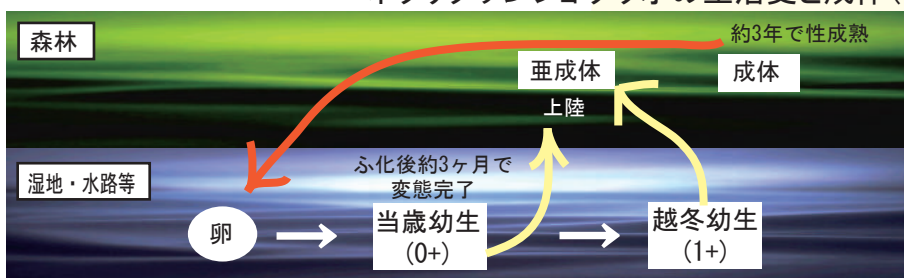 森林
約3年で性成熟
亜成体
成体
上陸
湿地・水路等
ふ化後約3ヶ月で
変態完了
卵
当歳幼生
(0+)
越冬幼生
(1+)